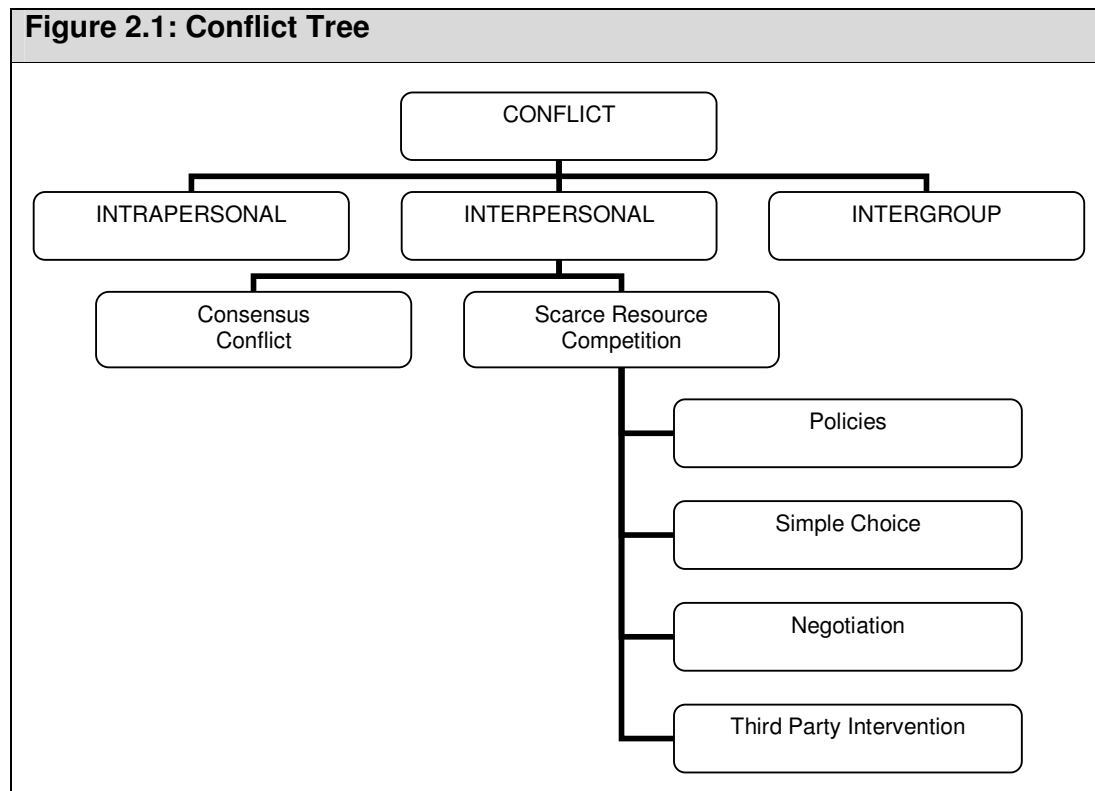 Figure 2.1: Conflict Tree
CONFLICT
INTRAPERSONAL
INTERPERSONAL
INTERGROUP
Consensus
Conflict
Scarce Resource
Competition
Policies
Simple Choice
Negotiation
Third Party Intervention